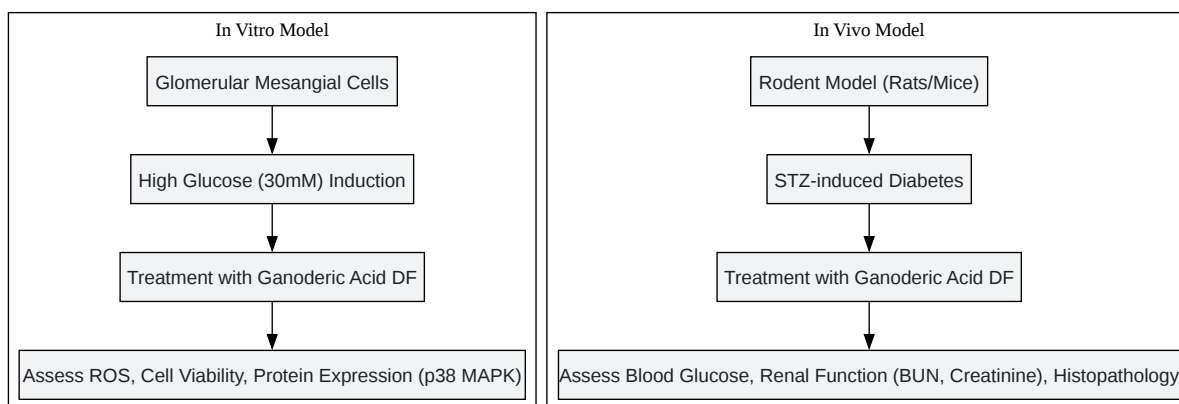 In Vitro Model
Glomerular Mesangial Cells
High Glucose (30mM) Induction
Treatment with Ganoderic Acid DF
Assess ROS, Cell Viability, Protein Expression (p38 MAPK)
In Vivo Model
Rodent Model (Rats/Mice)
STZ-induced Diabetes
Treatment with Ganoderic Acid DF
Assess Blood Glucose, Renal Function (BUN, Creatinine), Histopathology